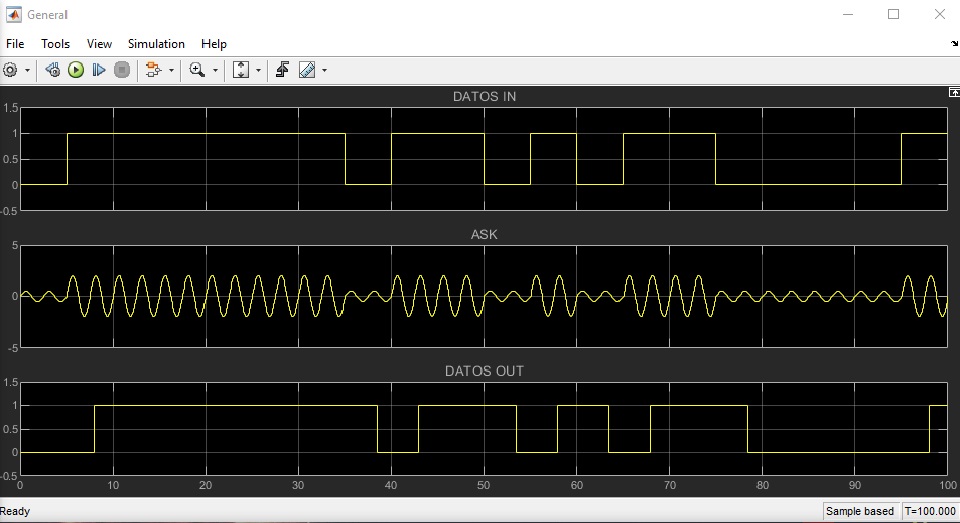 General
File Tools View Simulation Help
DATOS IN
1.5
1
0.5
0
-0.5
ASK
5
0
-5
DATOS OUT
1.5
1
0.5
0
-0.5
0 10 20 30 40 50 60 70 80 90 100
Ready Sample based T=100.000